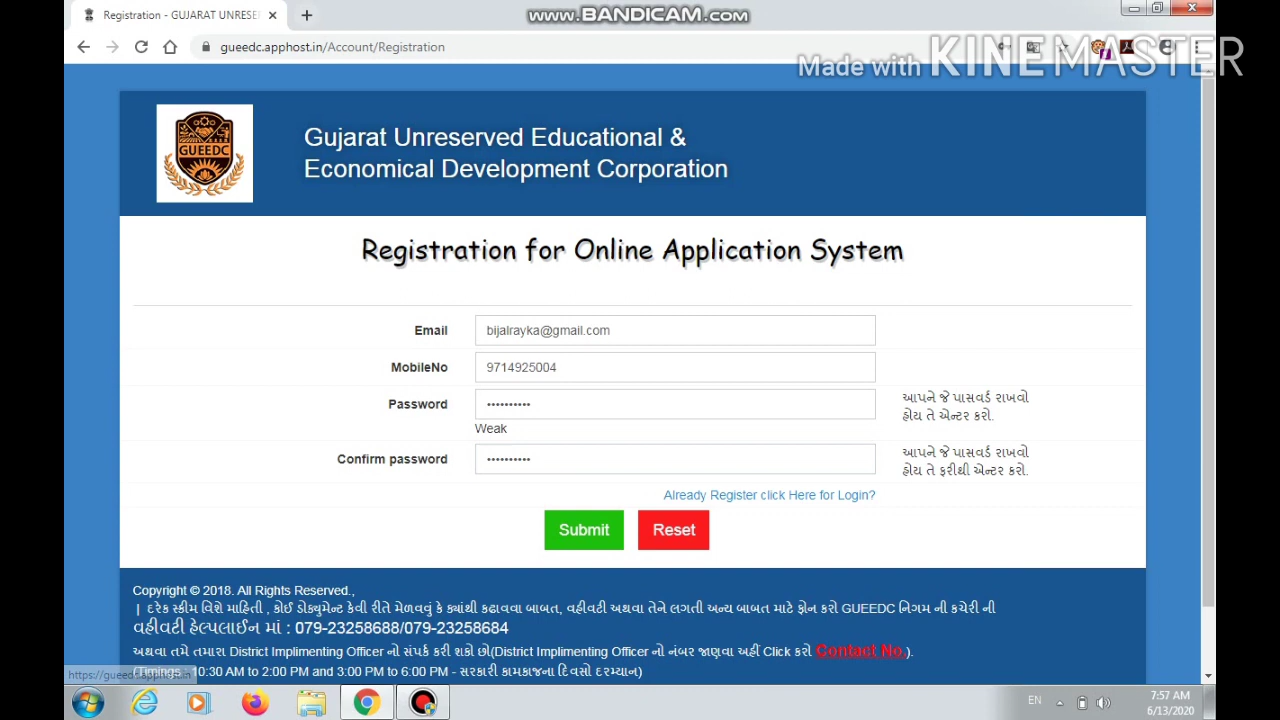 Registration - GUJARAT UNRESE
www.BANDICAM.com
gueedc.apphost.in/Account/Registration
Made with KINEMASTER
GUEEDC
Gujarat Unreserved Educational &
Economical Development Corporation
Registration for Online Application System
Email
bijalrayka@gmail.com
MobileNo
9714925004
Password
••••••••••
આપને જે પાસવર્ડ રાખવો
હોય તે એન્ટર કરો.
Weak
Confirm password
••••••••••
આપને જે પાસવર્ડ રાખવો
હોય તે ફરીથી એન્ટર કરો.
Already Register click Here for Login?
Submit
Reset
Copyright © 2018. All Rights Reserved.,
| દરેક સ્કીમ વિશે માહિતી , કોઈ ડોક્યુમેન્ટ કેવી રીતે મેળવવું કે ક્યાંથી કઢાવવા બાબત, વહીવટી અથવા તેને લગતી અન્ય બાબત માટે ફોન કરો GUEEDC નિગમ ની કચેરી ની
વહીવટી હેલ્પલાઈન માં : 079-23258688/079-23258684
અથવા તમે તમારા District Implimenting Officer નો સંપર્ક કરી શકો છો(District Implimenting Officer નો નંબર જાણવા અહીં Click કરો Contact No.).
(Timings : 10:30 AM to 2:00 PM and 3:00 PM to 6:00 PM - સરકારી કામકાજના દિવસો દરમ્યાન)
https://gueedc.apphost.in
EN
7:57 AM
6/13/2020